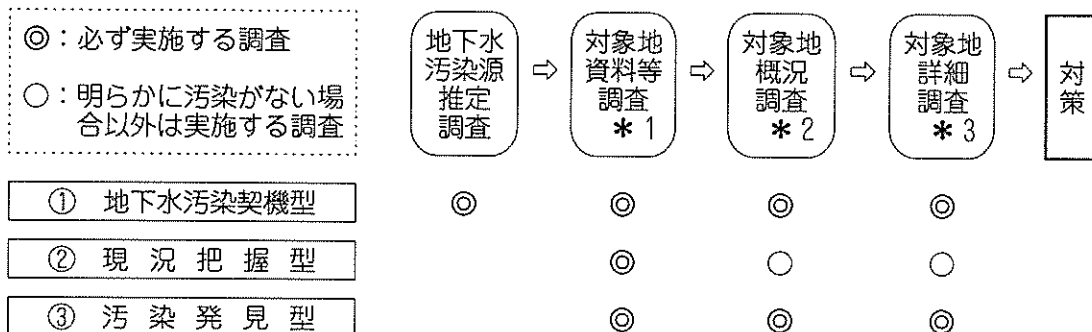 ◎：必ず実施する調査
○：明らかに汚染がない場
合以外は実施する調査
地下水
汚染源
推定
調査
⇨
対象地
資料等
調査
＊1
⇨
対象地
概況
調査
＊2
⇨
対象地
詳細
調査
＊3
⇨
対策
① 地下水汚染契機型 ◎ ◎ ◎ ◎
② 現況把握型 ◎ ○ ○
③ 汚染発見型 ◎ ◎ ◎